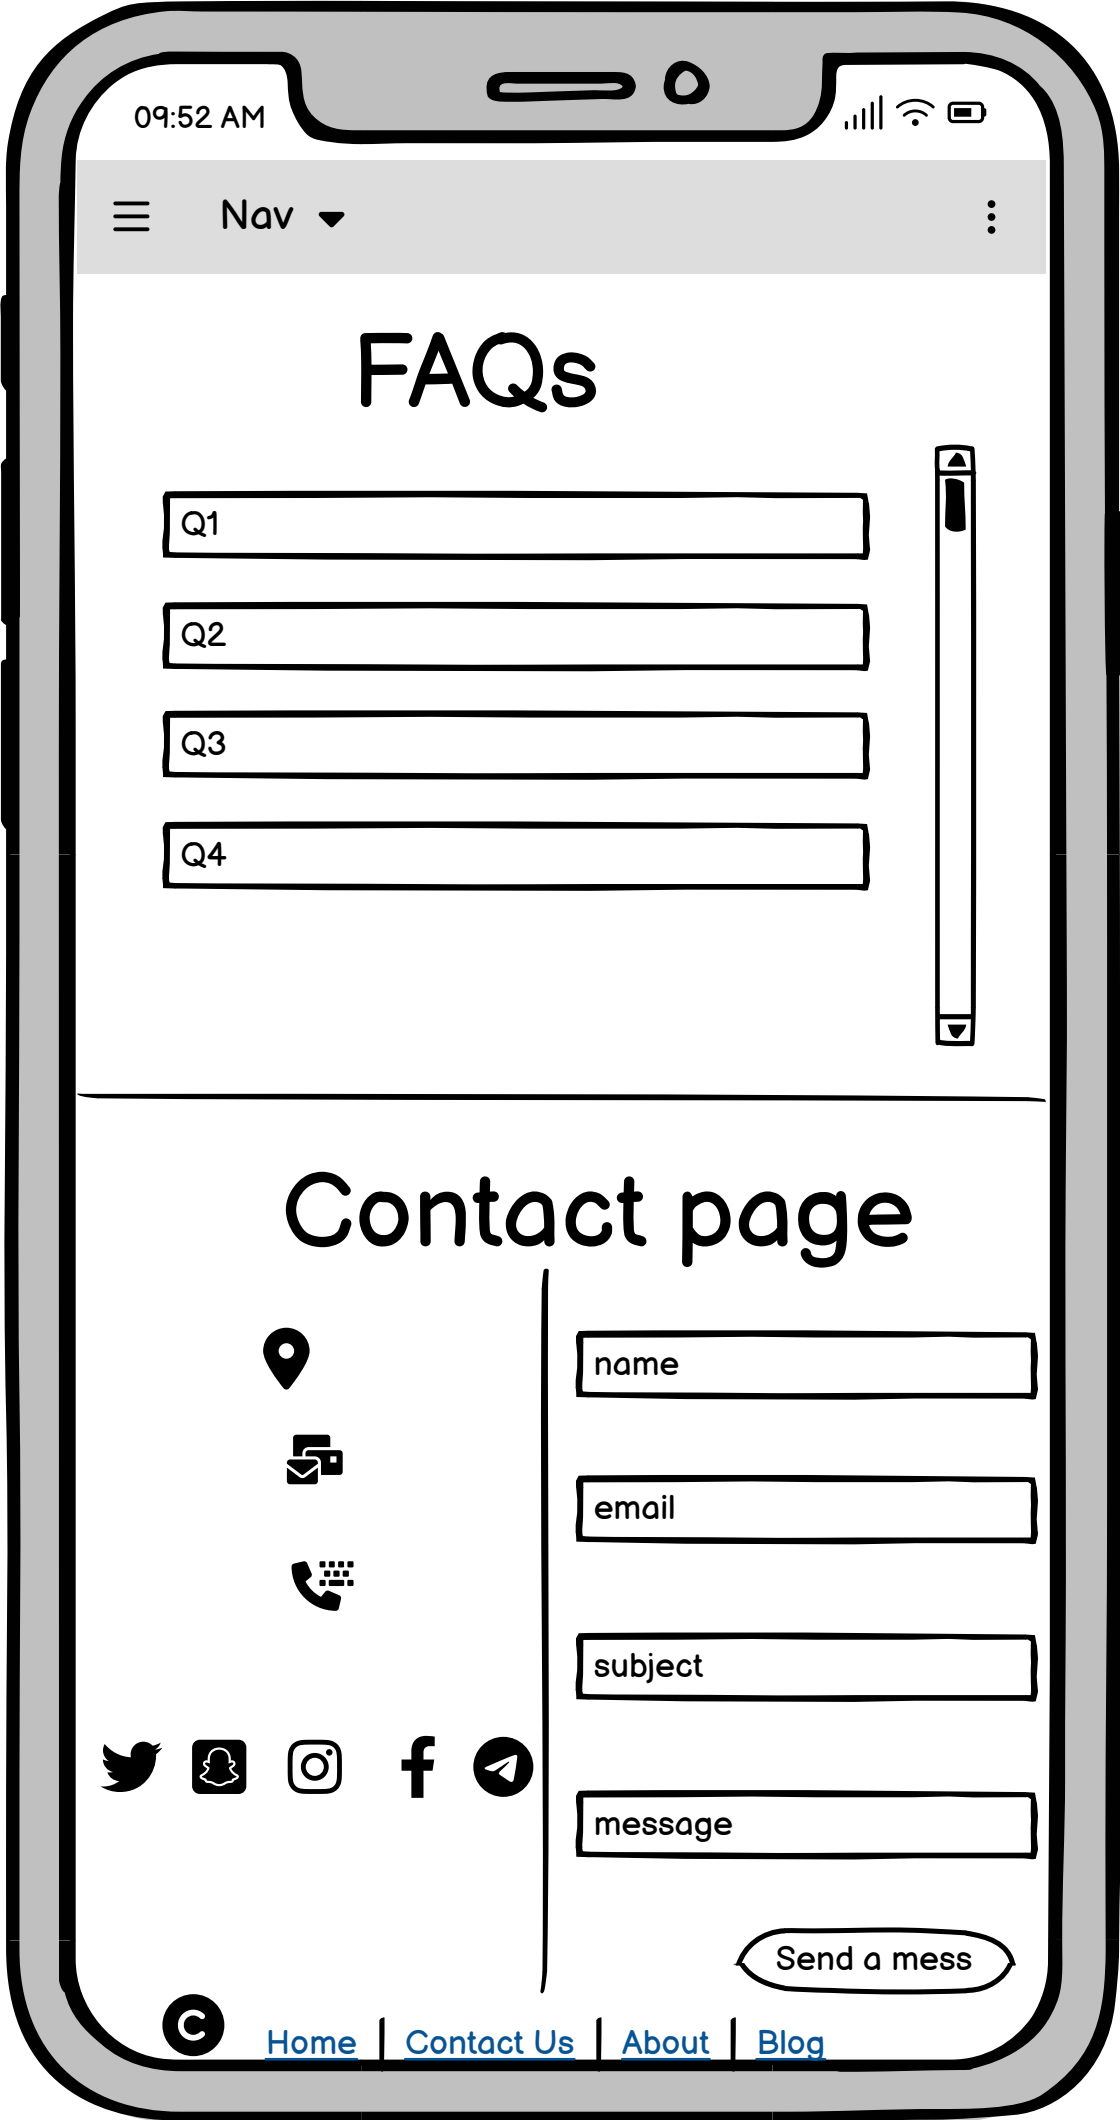 09:52 AM
Nav
FAQs
Q1
Q2
Q3
Q4
Contact page
name
email
subject
message
Send a mess
C
Home | Contact Us | About | Blog